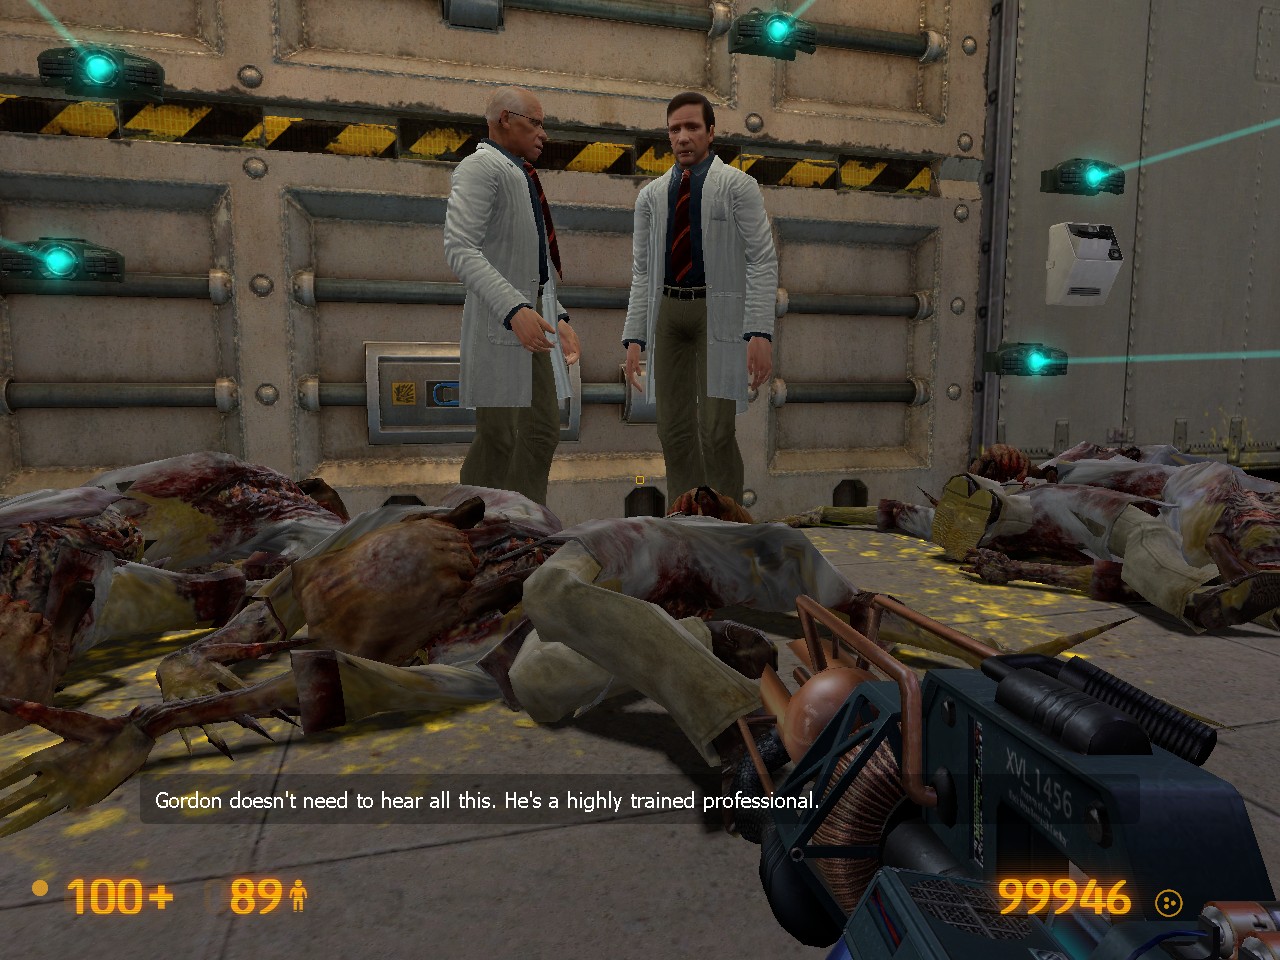 Gordon doesn't need to hear all this. He's a highly trained professional.
XVL 1456
100+
89
99946